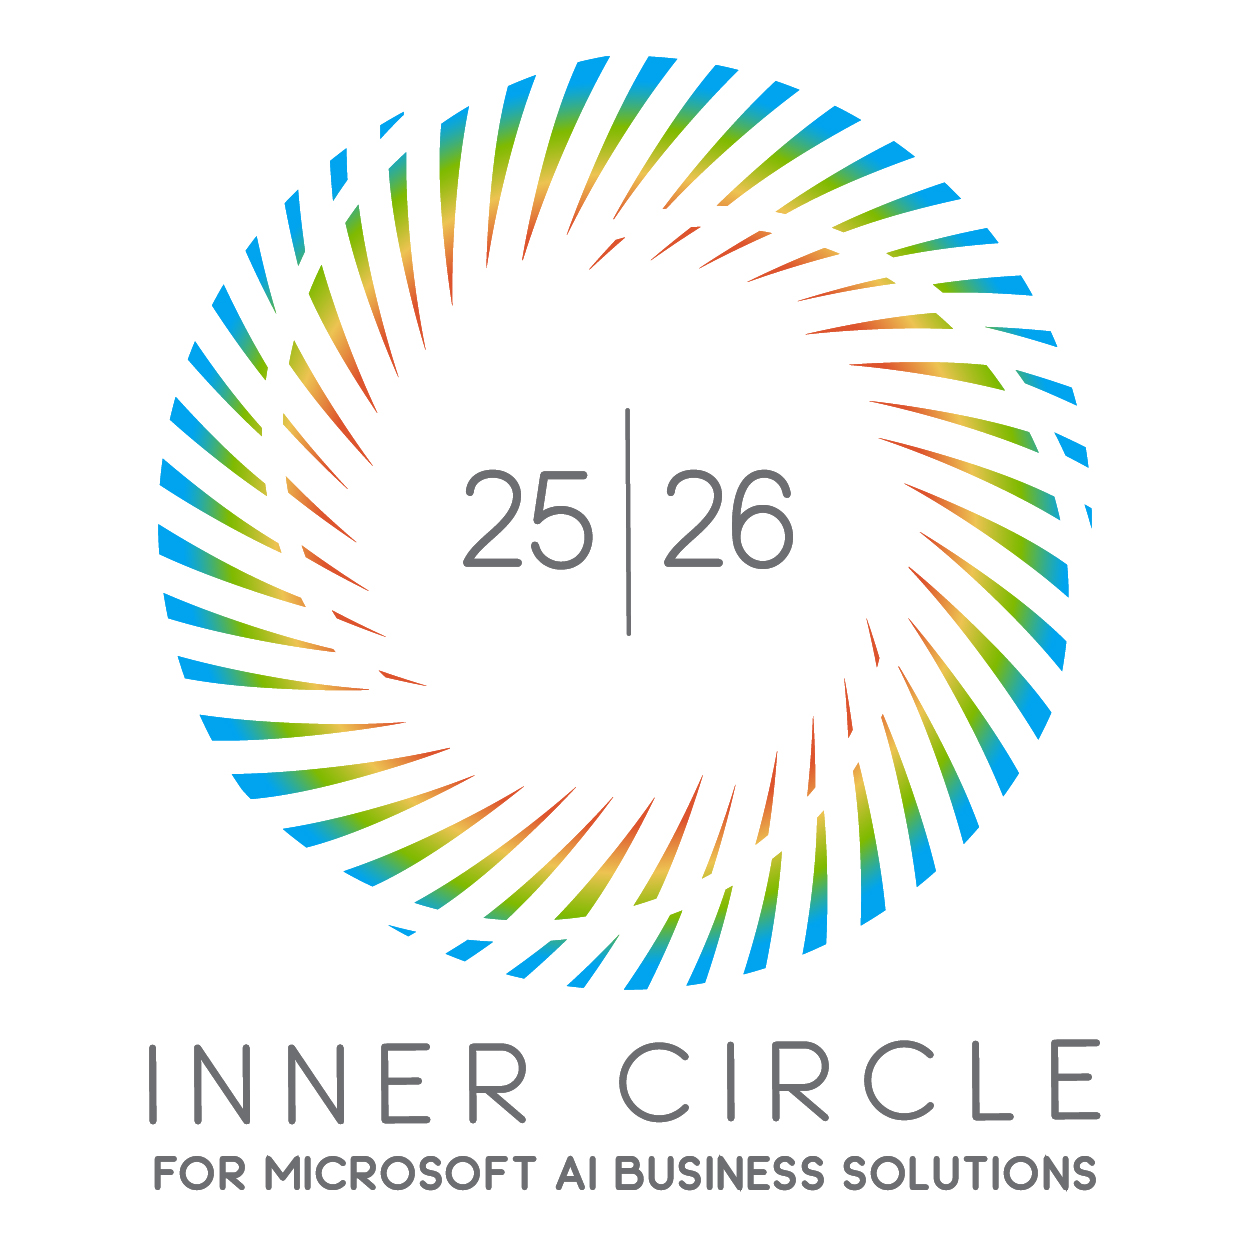 25|26
INNER CIRCLE
FOR MICROSOFT AI BUSINESS SOLUTIONS